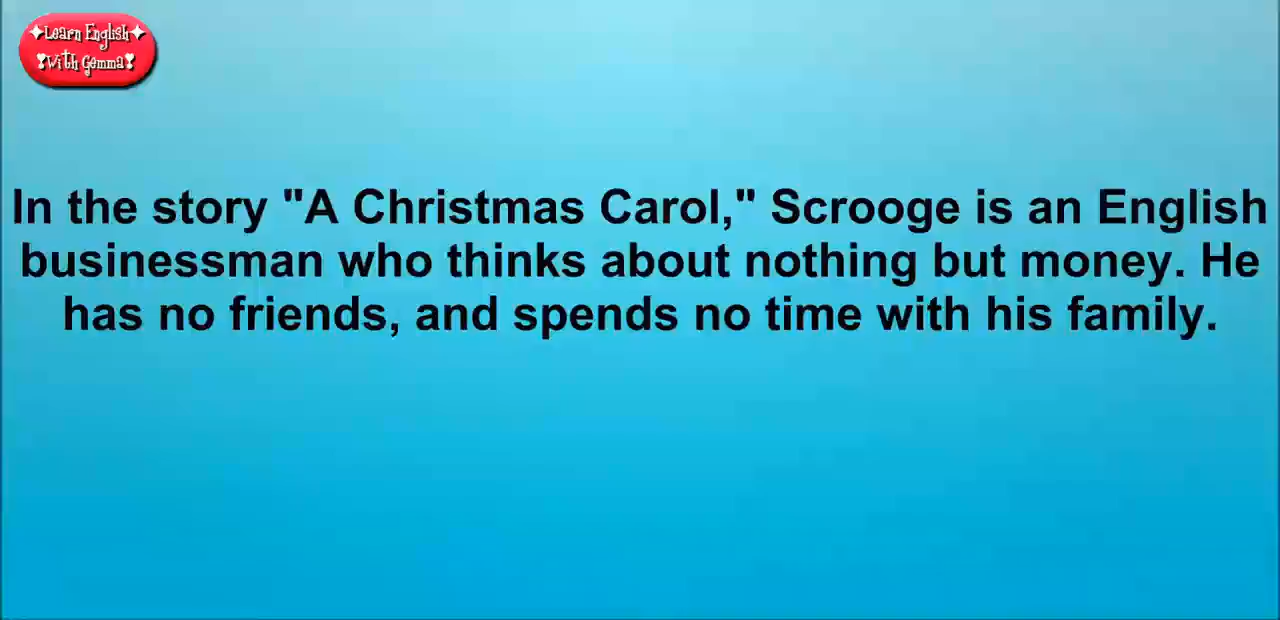 ✦Learn English✦
❣With Gemma❣
In the story "A Christmas Carol," Scrooge is an English
businessman who thinks about nothing but money. He
has no friends, and spends no time with his family.